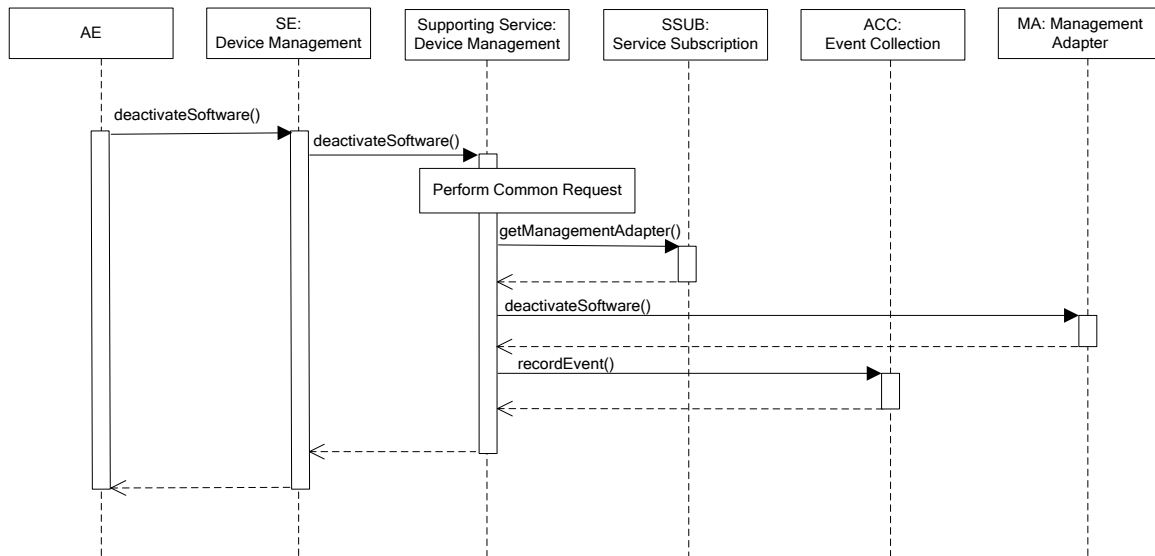 AE
SE:
Device Management
Supporting Service:
Device Management
SSUB:
Service Subscription
ACC:
Event Collection
MA: Management
Adapter
deactivateSoftware()
deactivateSoftware()
Perform Common Request
getManagementAdapter()
deactivateSoftware()
recordEvent()